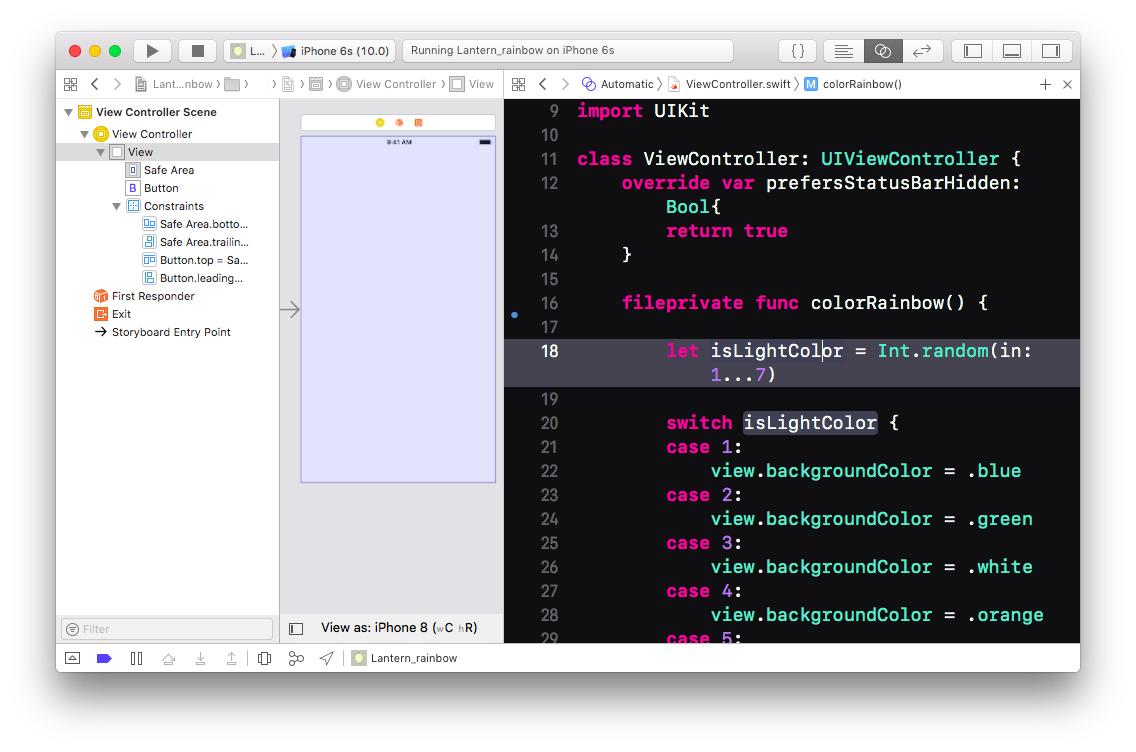 L... iPhone 6s (10.0) Running Lantern_rainbow on iPhone 6s { }
Lant...nbow View Controller View
Automatic ViewController.swift M colorRainbow()
View Controller Scene
View Controller
View
Safe Area
B Button
Constraints
Safe Area.botto...
Safe Area.trailin...
Button.top = Sa...
Button.leading...
First Responder
Exit
Storyboard Entry Point
Filter
9:41 AM
View as: iPhone 8 (wC hR)
9 import UIKit
10
11 class ViewController: UIViewController {
12 override var prefersStatusBarHidden:
Bool{
13 return true
14 }
15
16 fileprivate func colorRainbow() {
17
18 let isLightColor = Int.random(in:
1...7)
19
20 switch isLightColor {
21 case 1:
22 view.backgroundColor = .blue
23 case 2:
24 view.backgroundColor = .green
25 case 3:
26 view.backgroundColor = .white
27 case 4:
28 view.backgroundColor = .orange
29 case 5:
Lantern_rainbow